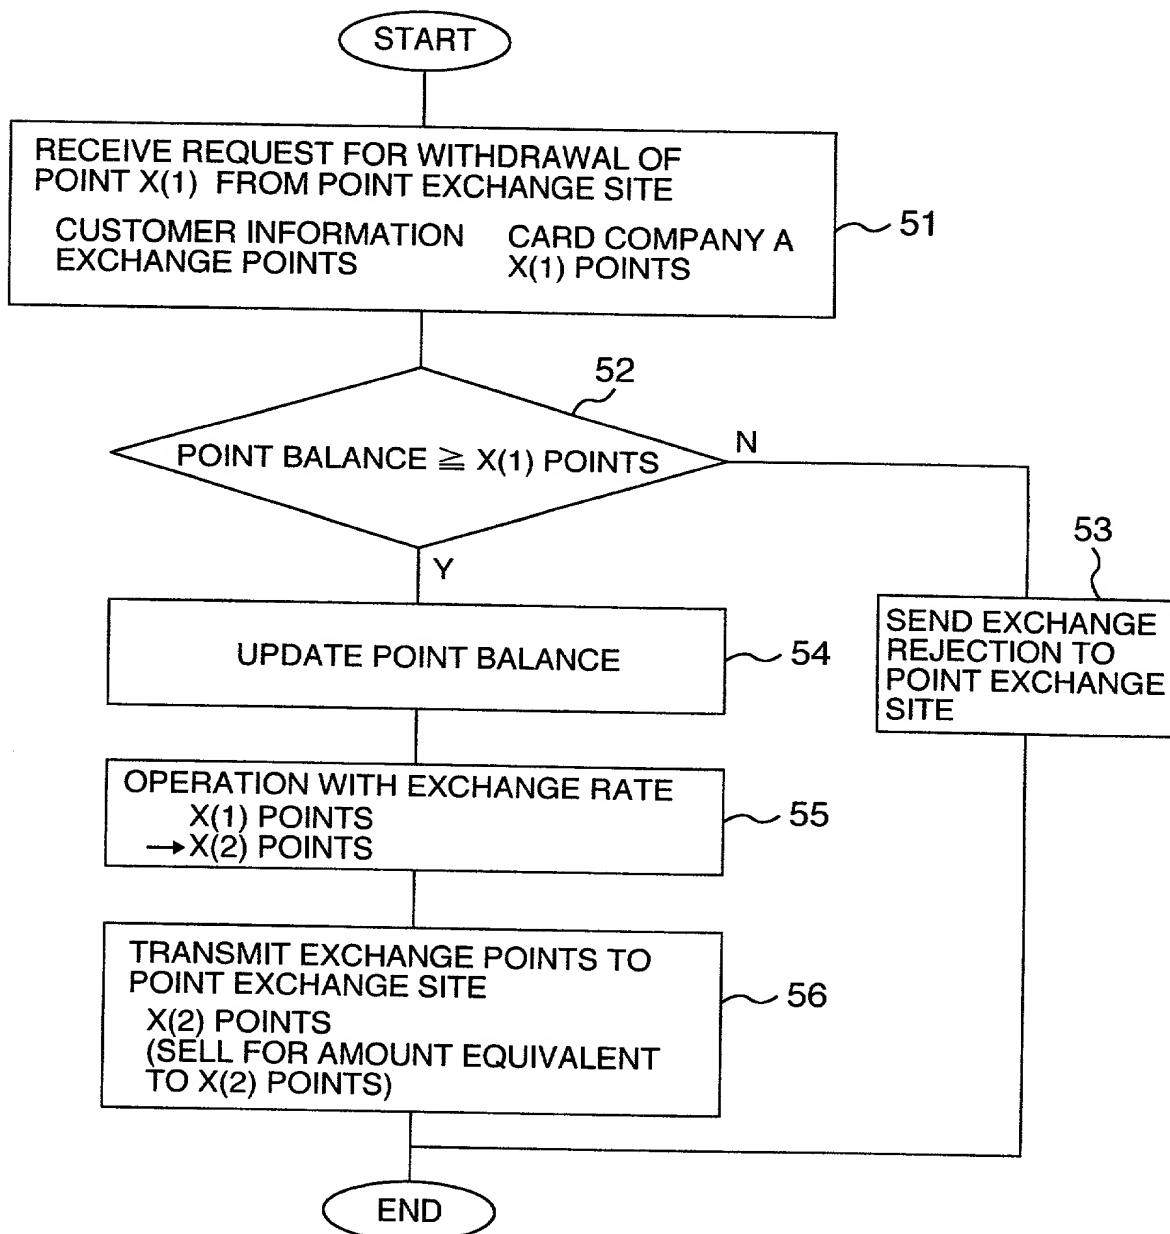 START
RECEIVE REQUEST FOR WITHDRAWAL OF
POINT X(1) FROM POINT EXCHANGE SITE
CUSTOMER INFORMATION CARD COMPANY A
EXCHANGE POINTS X(1) POINTS
51
52
POINT BALANCE ≧ X(1) POINTS
N
Y
53
SEND EXCHANGE
REJECTION TO
POINT EXCHANGE
SITE
UPDATE POINT BALANCE
54
OPERATION WITH EXCHANGE RATE
X(1) POINTS
→X(2) POINTS
55
TRANSMIT EXCHANGE POINTS TO
POINT EXCHANGE SITE
X(2) POINTS
(SELL FOR AMOUNT EQUIVALENT
TO X(2) POINTS)
56
END